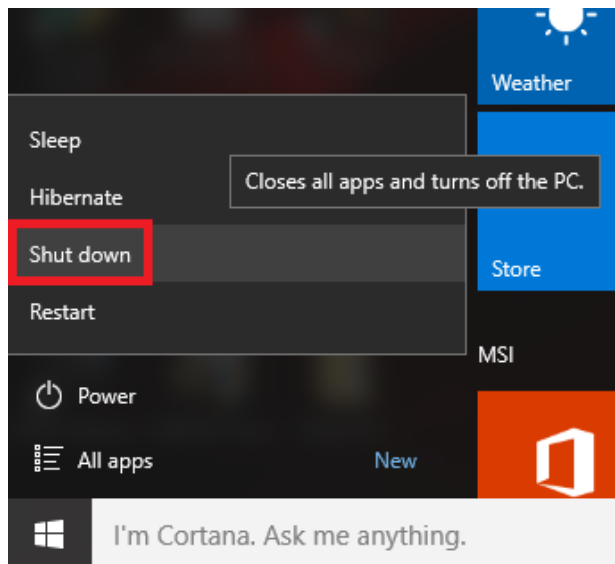 Weather
Sleep
Closes all apps and turns off the PC.
Hibernate
Shut down
Store
Restart
MSI
Power
All apps New
I'm Cortana. Ask me anything.